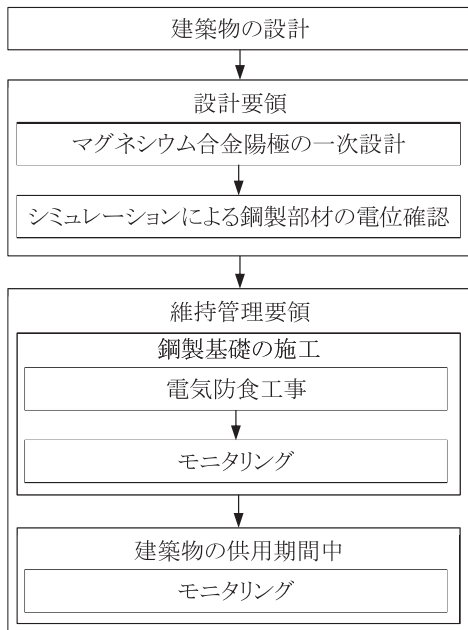 建築物の設計
設計要領
マグネシウム合金陽極の一次設計
シミュレーションによる鋼製部材の電位確認
維持管理要領
鋼製基礎の施工
電気防食工事
モニタリング
建築物の供用期間中
モニタリング